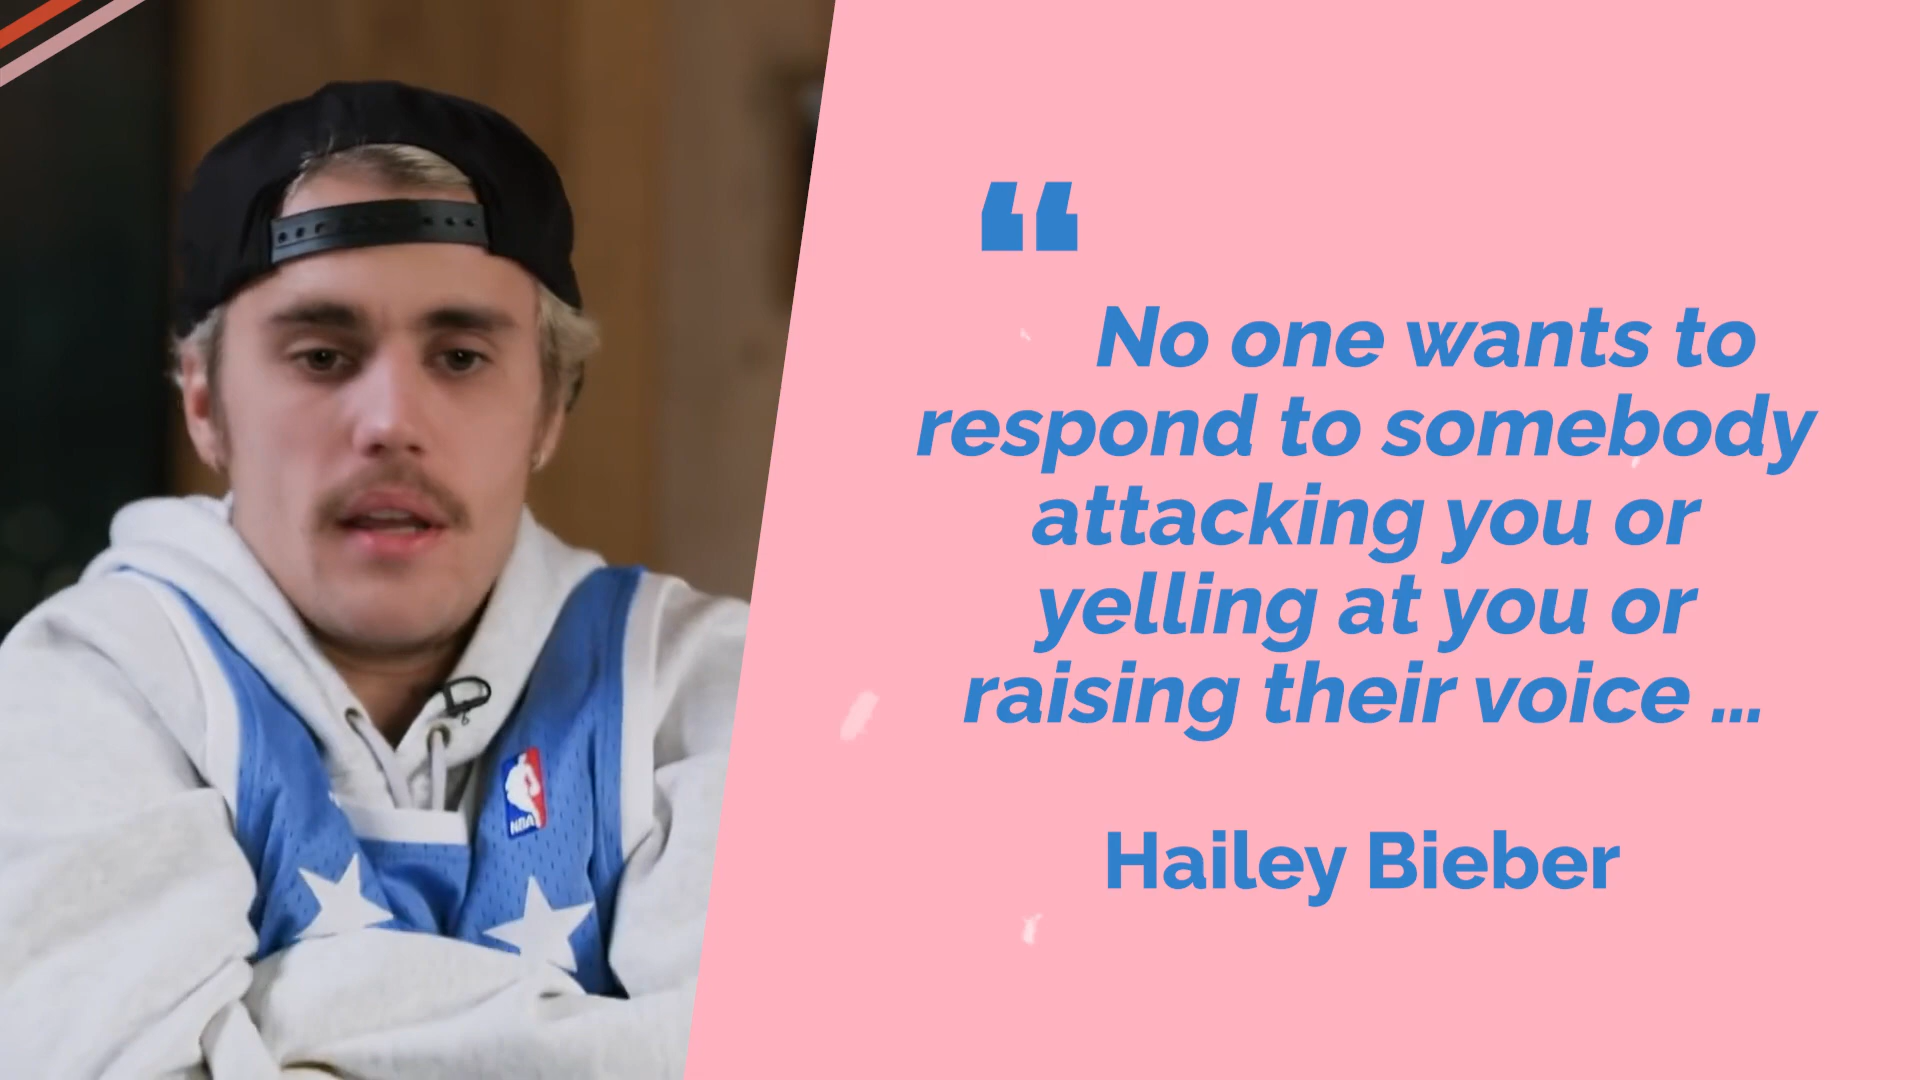 “
No one wants to
respond to somebody
attacking you or
yelling at you or
raising their voice ...
Hailey Bieber
NBA